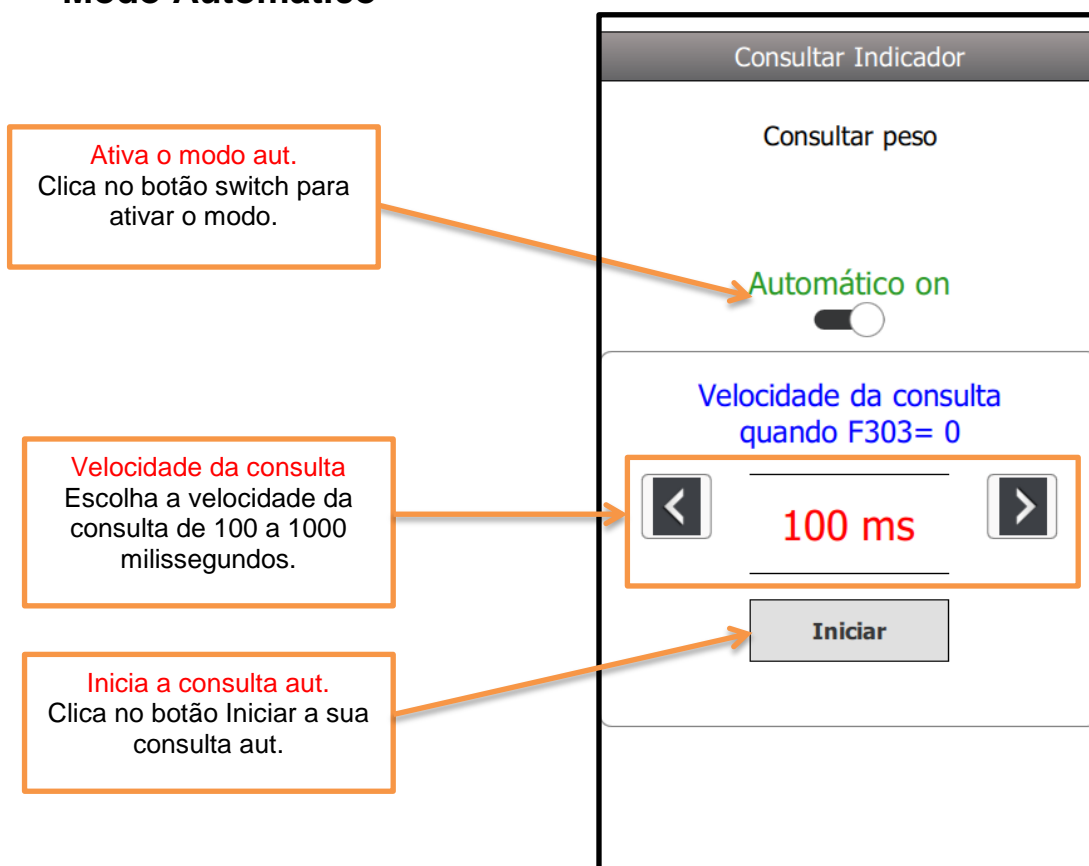 Modo Automático
Consultar Indicador
Consultar peso
Ativa o modo aut.
Clica no botão switch para
ativar o modo.
Automático on
Velocidade da consulta
quando F303= 0
Velocidade da consulta
Escolha a velocidade da
consulta de 100 a 1000
milissegundos.
100 ms
Iniciar
Inicia a consulta aut.
Clica no botão Iniciar a sua
consulta aut.